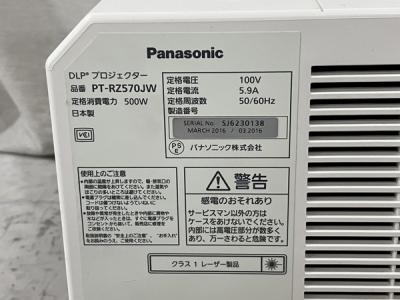 Panasonic
DLP® プロジェクター
品番 PT-RZ570JW
定格消費電力 500W
日本製
定格電圧 100V
定格電流 5.9A
定格周波数 50/60Hz
製造番号
SERIAL No. SJ6230138
MARCH 2016 / 03.2016
PS
E
パナソニック株式会社
VCCI
使用上のご注意
警告
感電のおそれあり
サービスマン以外の方は
ケースをあけないでください。
内部には高電圧部分が数多く
あり、万一さわると危険です。
クラス 1 レーザー製品